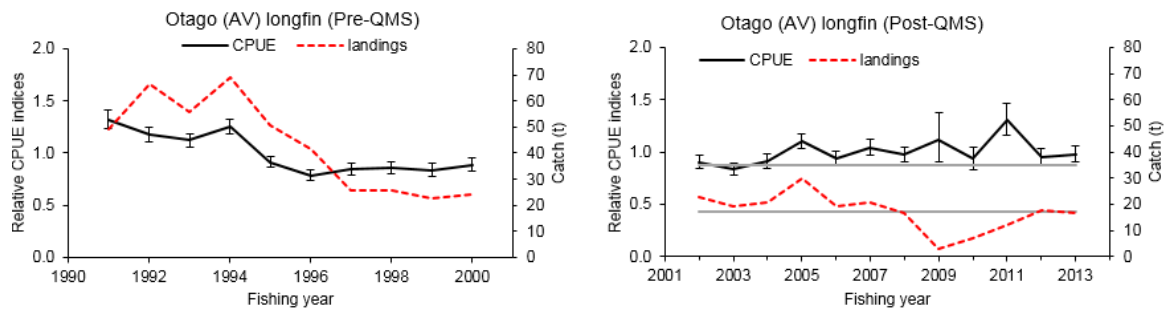 Otago (AV) longfin (Pre-QMS)
CPUE landings
Relative CPUE indices
2.0
1.5
1.0
0.5
0.0
80
70
60
50
40
30
20
10
0
Catch (t)
1990 1992 1994 1996 1998 2000
Fishing year
Otago (AV) longfin (Post-QMS)
CPUE landings
Relative CPUE indices
2.0
1.5
1.0
0.5
0.0
80
70
60
50
40
30
20
10
0
Catch (t)
2001 2003 2005 2007 2009 2011 2013
Fishing year